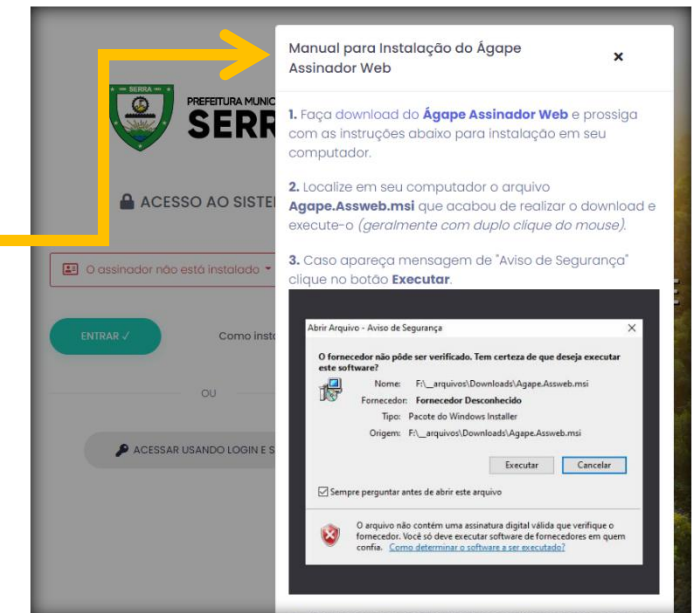 Manual para Instalação do Ágape
Assinador Web
×
1. Faça download do Ágape Assinador Web e prossiga
com as instruções abaixo para instalação em seu
computador.
2. Localize em seu computador o arquivo
Agape.Assweb.msi que acabou de realizar o download e
execute-o (geralmente com duplo clique do mouse).
3. Caso apareça mensagem de "Aviso de Segurança"
clique no botão Executar.
Abrir Arquivo - Aviso de Segurança
O fornecedor não pôde ser verificado. Tem certeza de que deseja executar
este software?
Nome: F:\_arquivos\Downloads\Agape.Assweb.msi
Fornecedor: Fornecedor Desconhecido
Tipo: Pacote do Windows Installer
Origem: F:\_arquivos\Downloads\Agape.Assweb.msi
Executar Cancelar
Sempre perguntar antes de abrir este arquivo
O arquivo não contém uma assinatura digital válida que verifique o
fornecedor. Você só deve executar software de fornecedores em quem
confia. Como determinar o software a ser executado?
SERRA
PREFEITURA MUNIC
SERR
ACESSO AO SISTE
O assinador não está instalado
ENTRAR ✓ Como insta
OU
ACESSAR USANDO LOGIN E S
E